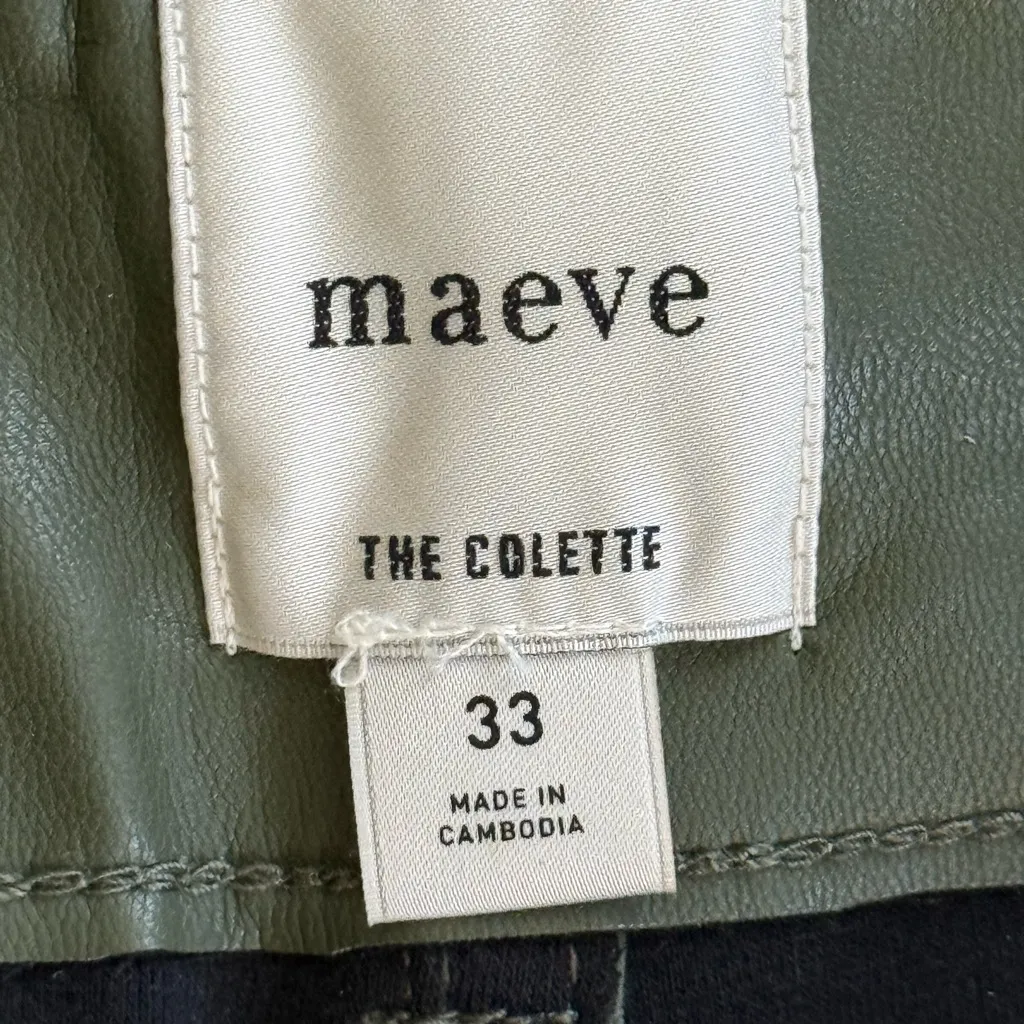 maeve
THE COLETTE
33
MADE IN
CAMBODIA